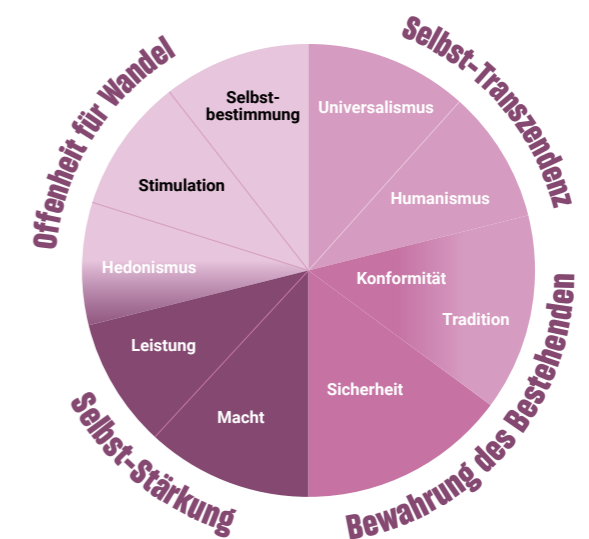 Offenheit für Wandel
Selbst-Transzendenz
Selbst-
bestimmung
Universalismus
Stimulation
Humanismus
Hedonismus
Konformität
Tradition
Leistung
Sicherheit
Macht
Selbst-Stärkung
Bewahrung des Bestehenden